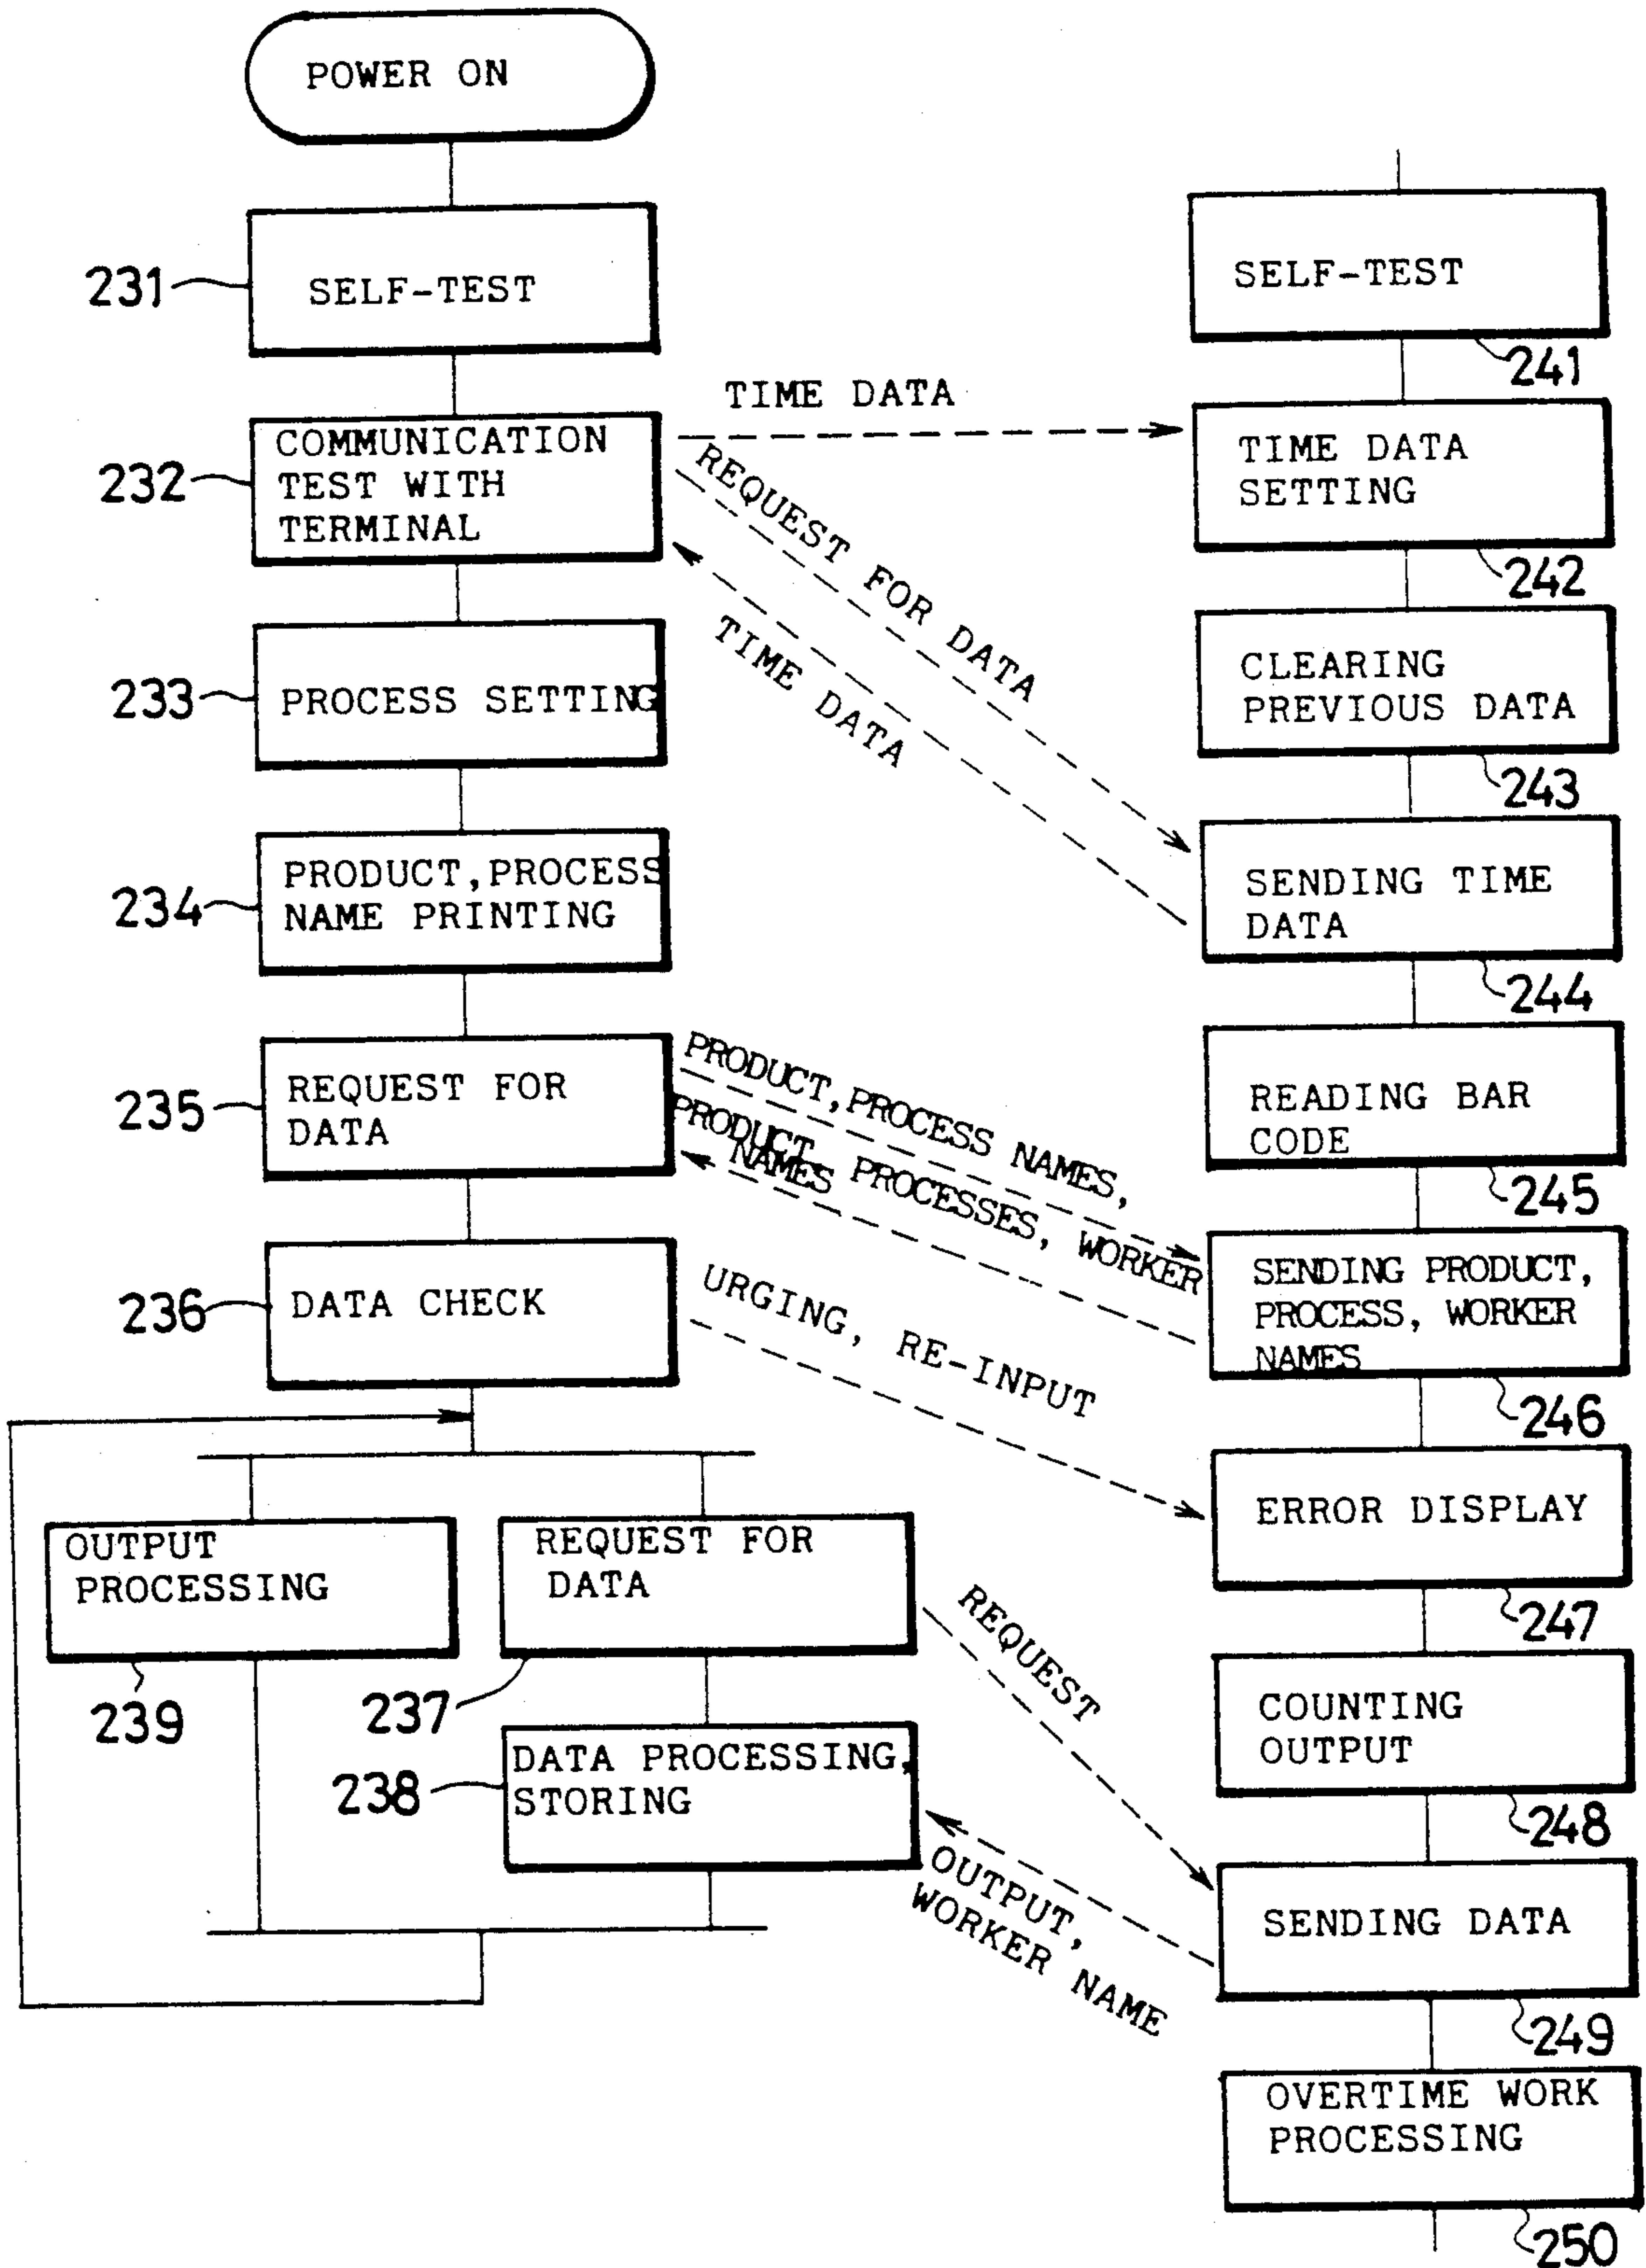 POWER ON
231
SELF-TEST
232
COMMUNICATION
TEST WITH
TERMINAL
233
PROCESS SETTING
234
PRODUCT, PROCESS
NAME PRINTING
235
REQUEST FOR
DATA
236
DATA CHECK
OUTPUT
PROCESSING
239
REQUEST FOR
DATA
237
238
DATA PROCESSING,
STORING
TIME DATA
REQUEST FOR DATA
TIME DATA
PRODUCT, PROCESS NAMES,
PRODUCT, PROCESSES, WORKER
NAMES
URGING, RE-INPUT
REQUEST
OUTPUT,
WORKER NAME
SELF-TEST
241
TIME DATA
SETTING
242
CLEARING
PREVIOUS DATA
243
SENDING TIME
DATA
244
READING BAR
CODE
245
SENDING PRODUCT,
PROCESS, WORKER
NAMES
246
ERROR DISPLAY
247
COUNTING
OUTPUT
248
SENDING DATA
249
OVERTIME WORK
PROCESSING
250